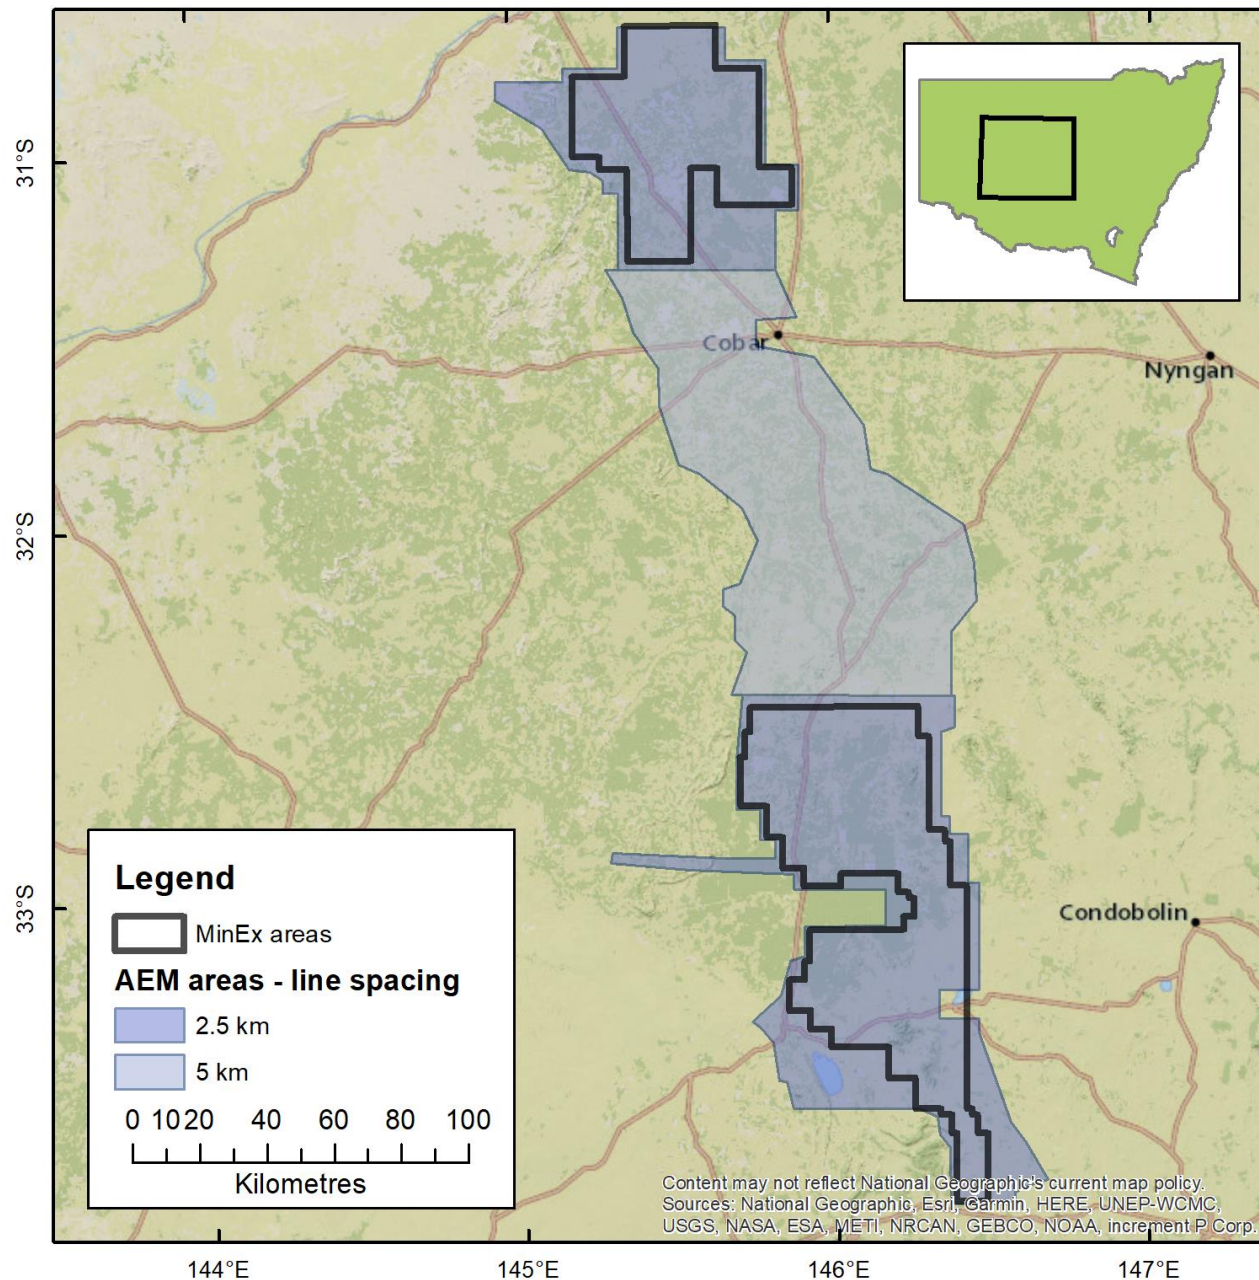 31°S
Cobar
Nyngan
32°S
33°S
Condobolin
Legend
MinEx areas
AEM areas - line spacing
2.5 km
5 km
0 10 20 40 60 80 100
Kilometres
Content may not reflect National Geographic's current map policy.
Sources: National Geographic, Esri, Garmin, HERE, UNEP-WCMC,
USGS, NASA, ESA, METI, NRCAN, GEBCO, NOAA, increment P Corp.
144°E 145°E 146°E 147°E